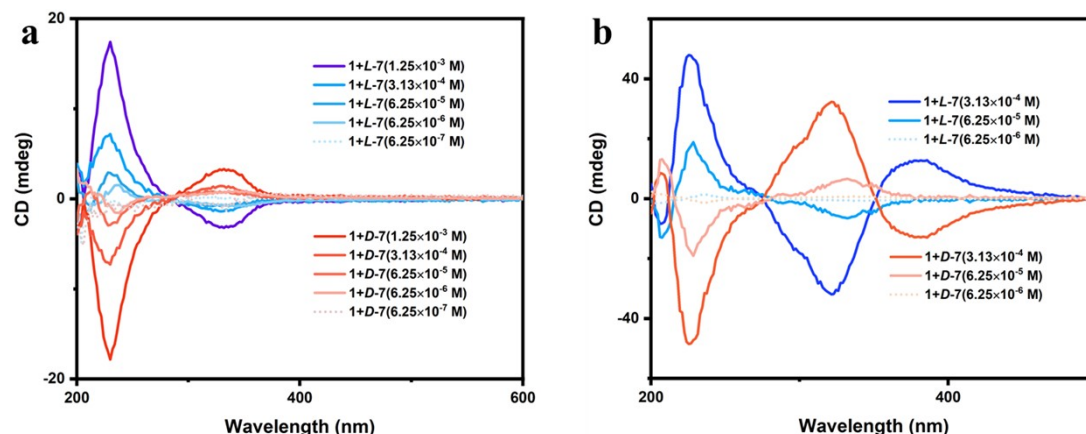 a
20
0
-20
CD (mdeg)
1+L-7(1.25×10⁻³ M)
1+L-7(3.13×10⁻⁴ M)
1+L-7(6.25×10⁻⁵ M)
1+L-7(6.25×10⁻⁶ M)
1+L-7(6.25×10⁻⁷ M)
1+D-7(1.25×10⁻³ M)
1+D-7(3.13×10⁻⁴ M)
1+D-7(6.25×10⁻⁵ M)
1+D-7(6.25×10⁻⁶ M)
1+D-7(6.25×10⁻⁷ M)
200 300 400 500 600
Wavelength (nm)
b
40
0
-40
CD (mdeg)
1+L-7(3.13×10⁻⁴ M)
1+L-7(6.25×10⁻⁵ M)
1+L-7(6.25×10⁻⁶ M)
1+D-7(3.13×10⁻⁴ M)
1+D-7(6.25×10⁻⁵ M)
1+D-7(6.25×10⁻⁶ M)
200 300 400
Wavelength (nm)